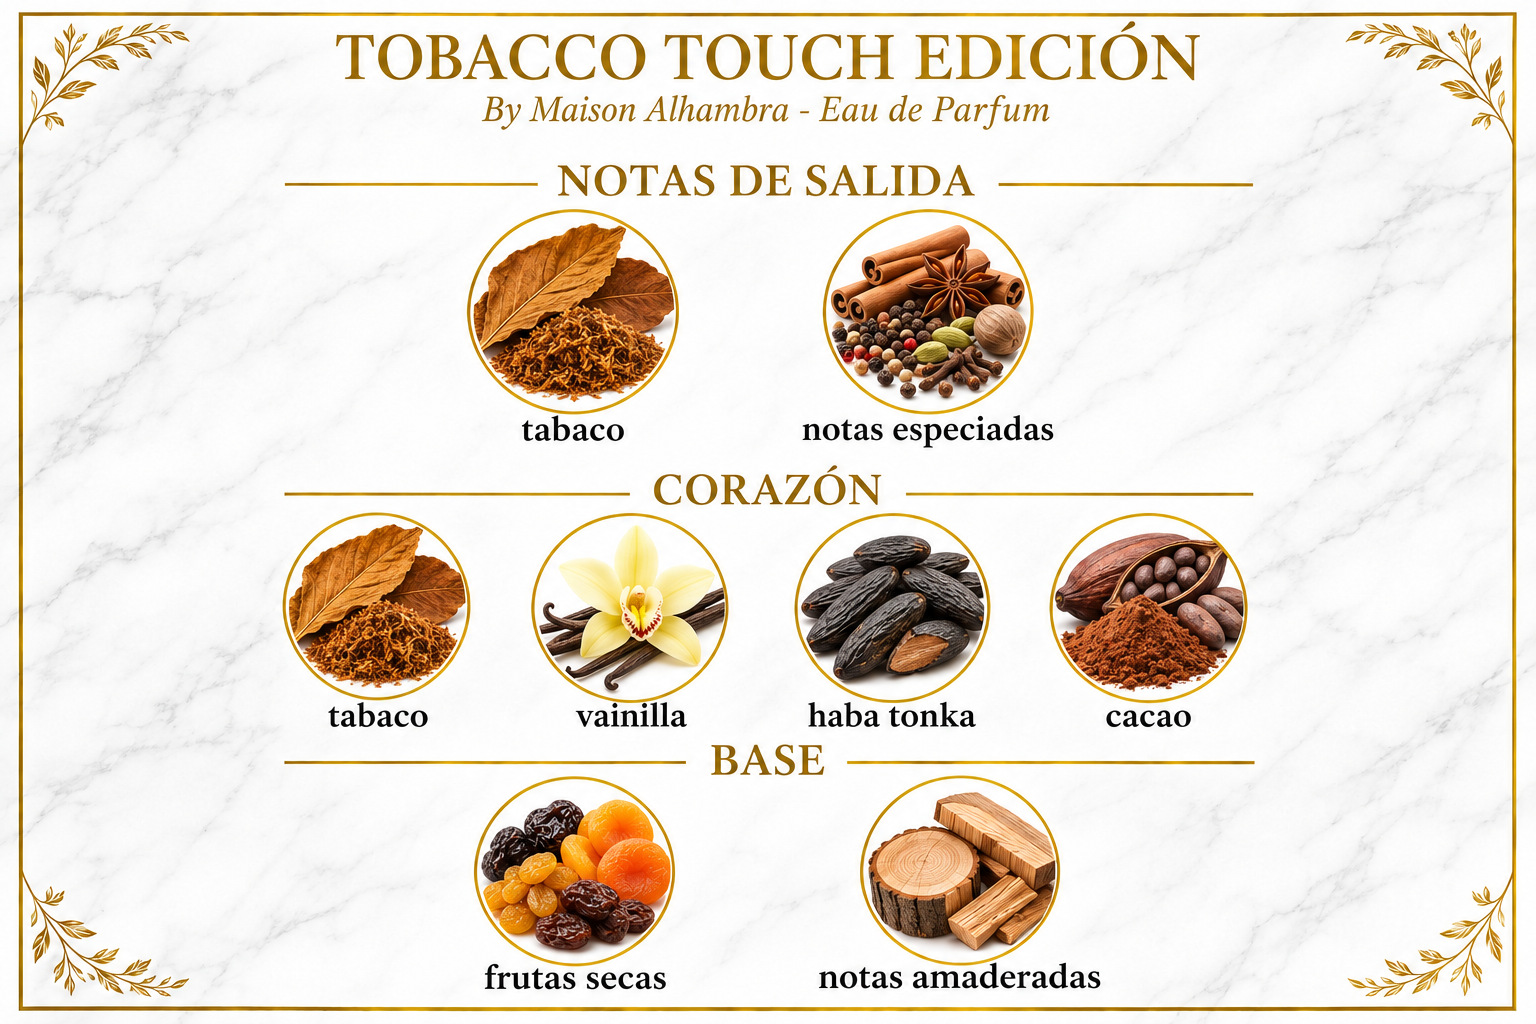 TOBACCO TOUCH EDICIÓN
By Maison Alhambra - Eau de Parfum
NOTAS DE SALIDA
tabaco
notas especiadas
CORAZÓN
tabaco
vainilla
haba tonka
cacao
BASE
frutas secas
notas amaderadas